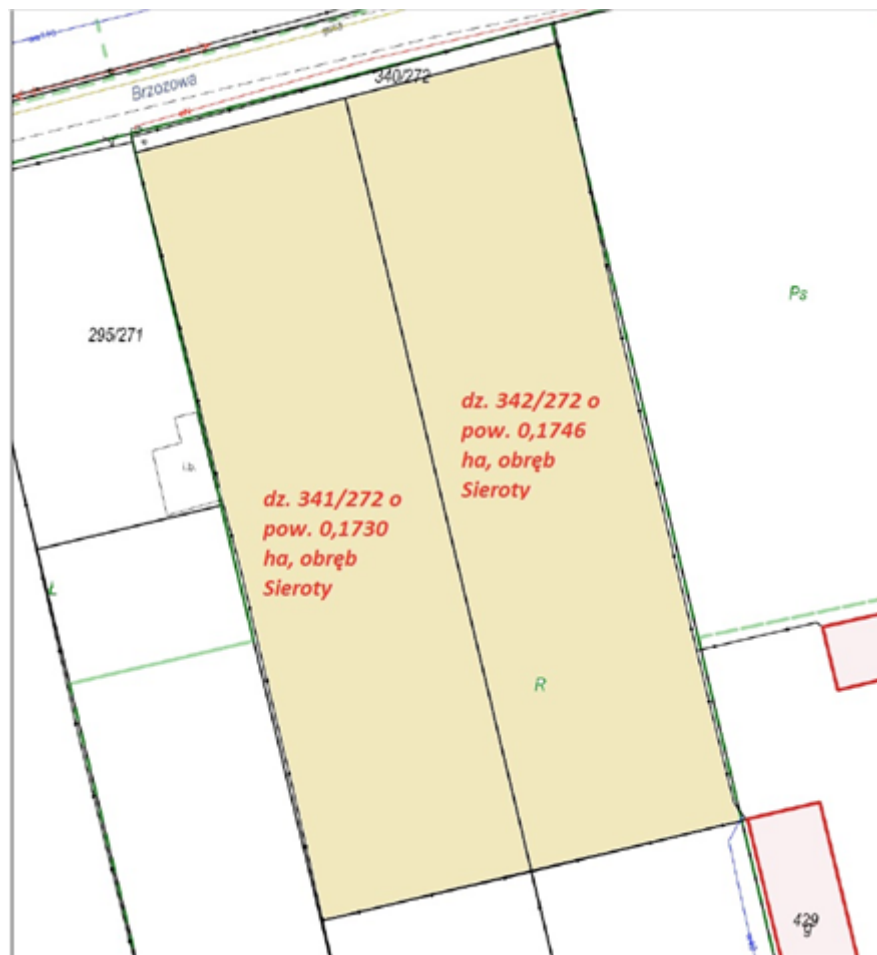 340/272
Brzozowa
Ps
295/271
dz. 342/272 o
pow. 0,1746
ha, obręb
Sieroty
dz. 341/272 o
pow. 0,1730
ha, obręb
Sieroty
Ł
R
429
g